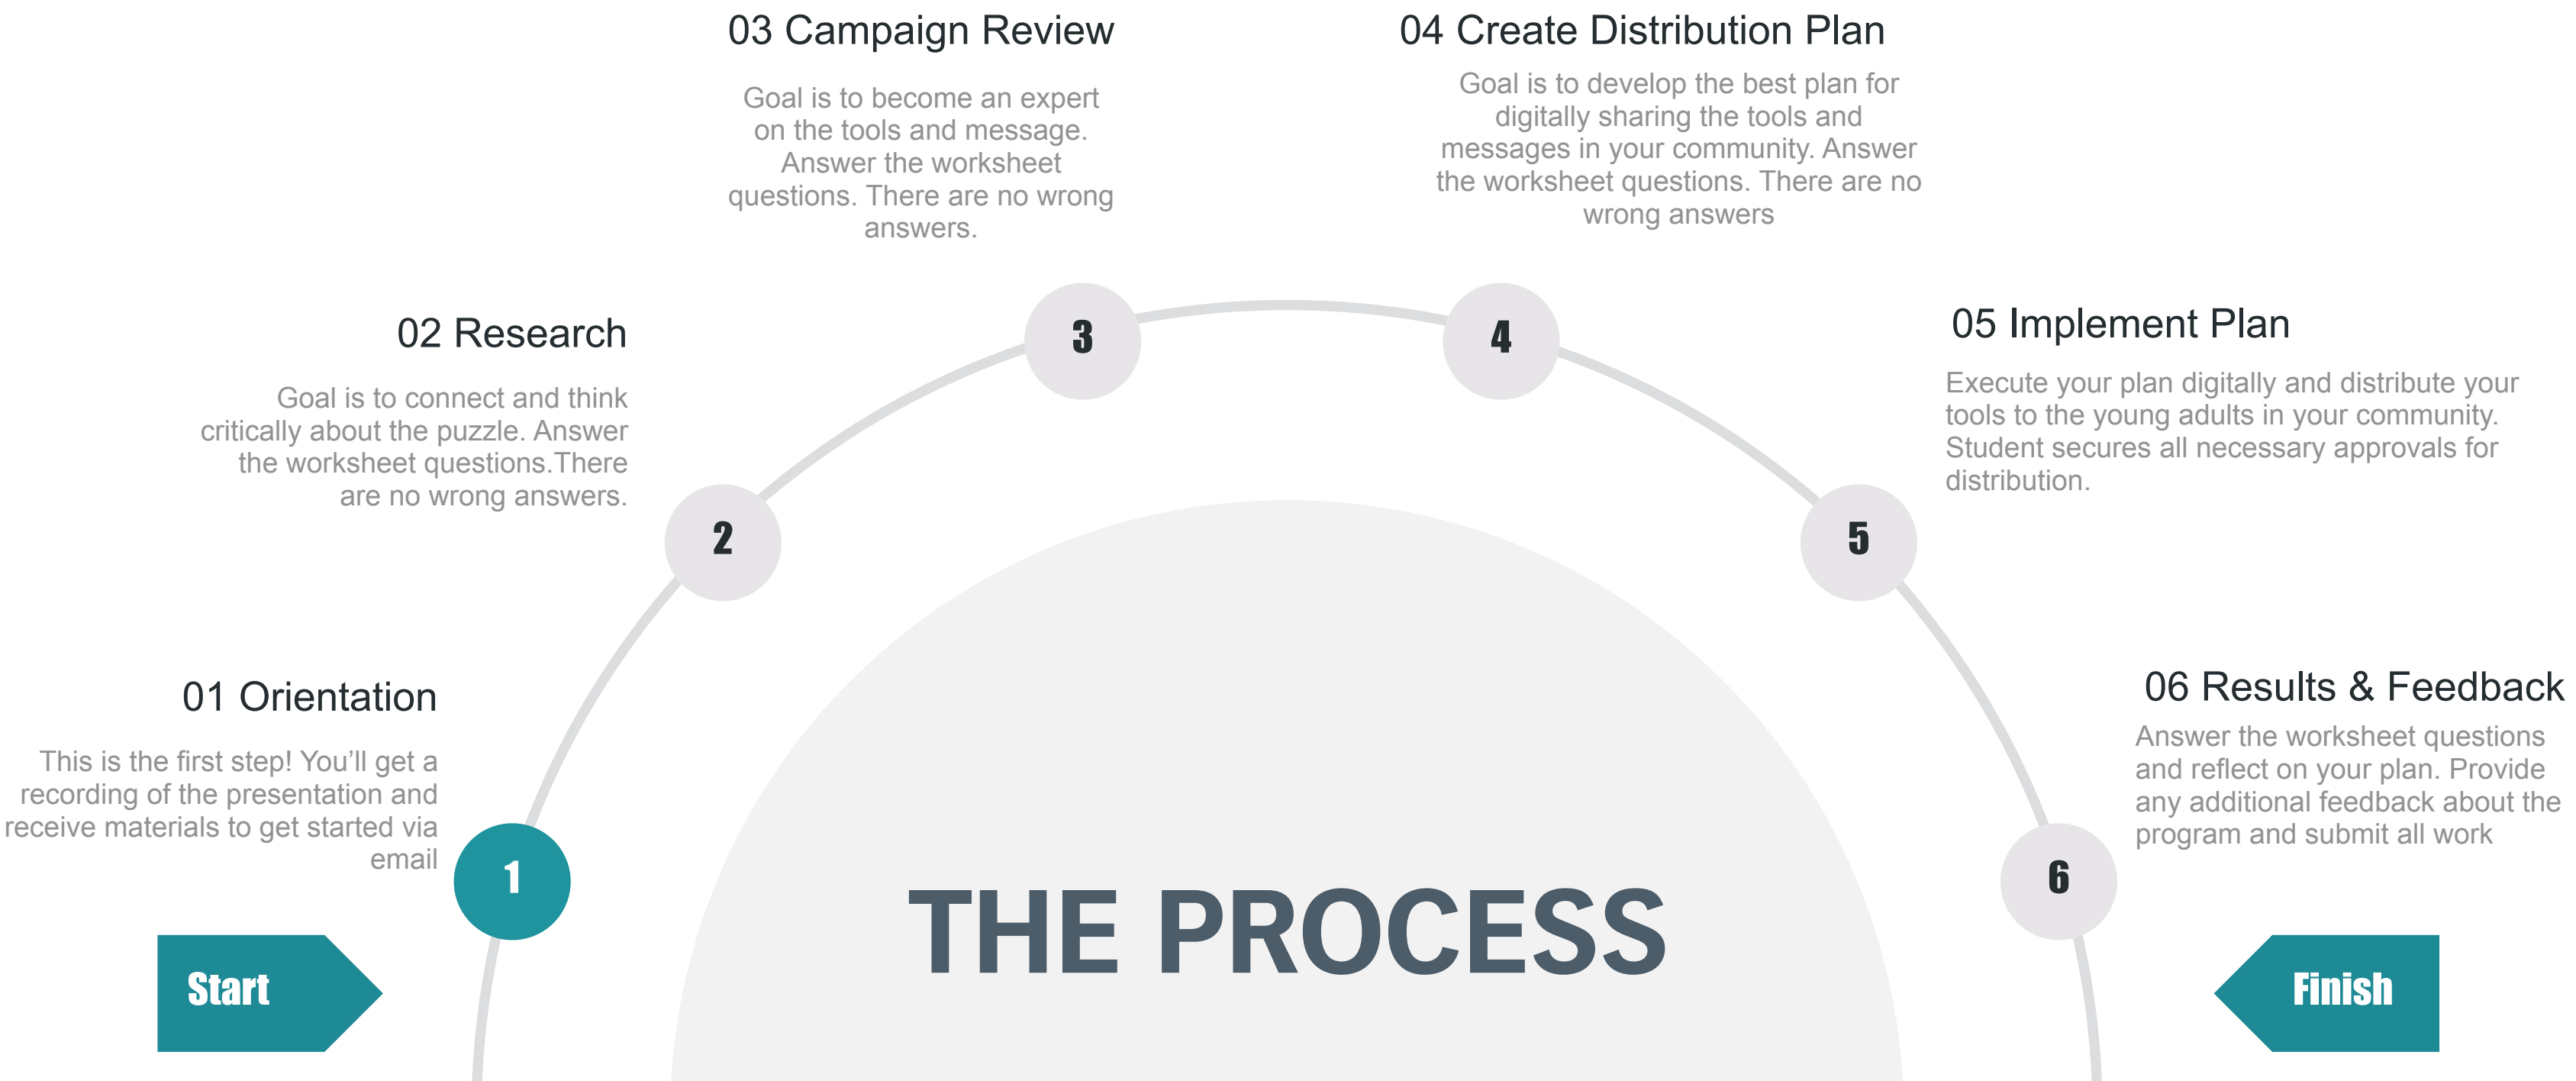 03 Campaign Review
Goal is to become an expert
on the tools and message.
Answer the worksheet
questions. There are no wrong
answers.
04 Create Distribution Plan
Goal is to develop the best plan for
digitally sharing the tools and
messages in your community. Answer
the worksheet questions. There are no
wrong answers
02 Research
Goal is to connect and think
critically about the puzzle. Answer
the worksheet questions.There
are no wrong answers.
3
4
05 Implement Plan
Execute your plan digitally and distribute your
tools to the young adults in your community.
Student secures all necessary approvals for
distribution.
2
5
01 Orientation
This is the first step! You’ll get a
recording of the presentation and
receive materials to get started via
email
06 Results & Feedback
Answer the worksheet questions
and reflect on your plan. Provide
any additional feedback about the
program and submit all work
1
6
THE PROCESS
Start
Finish